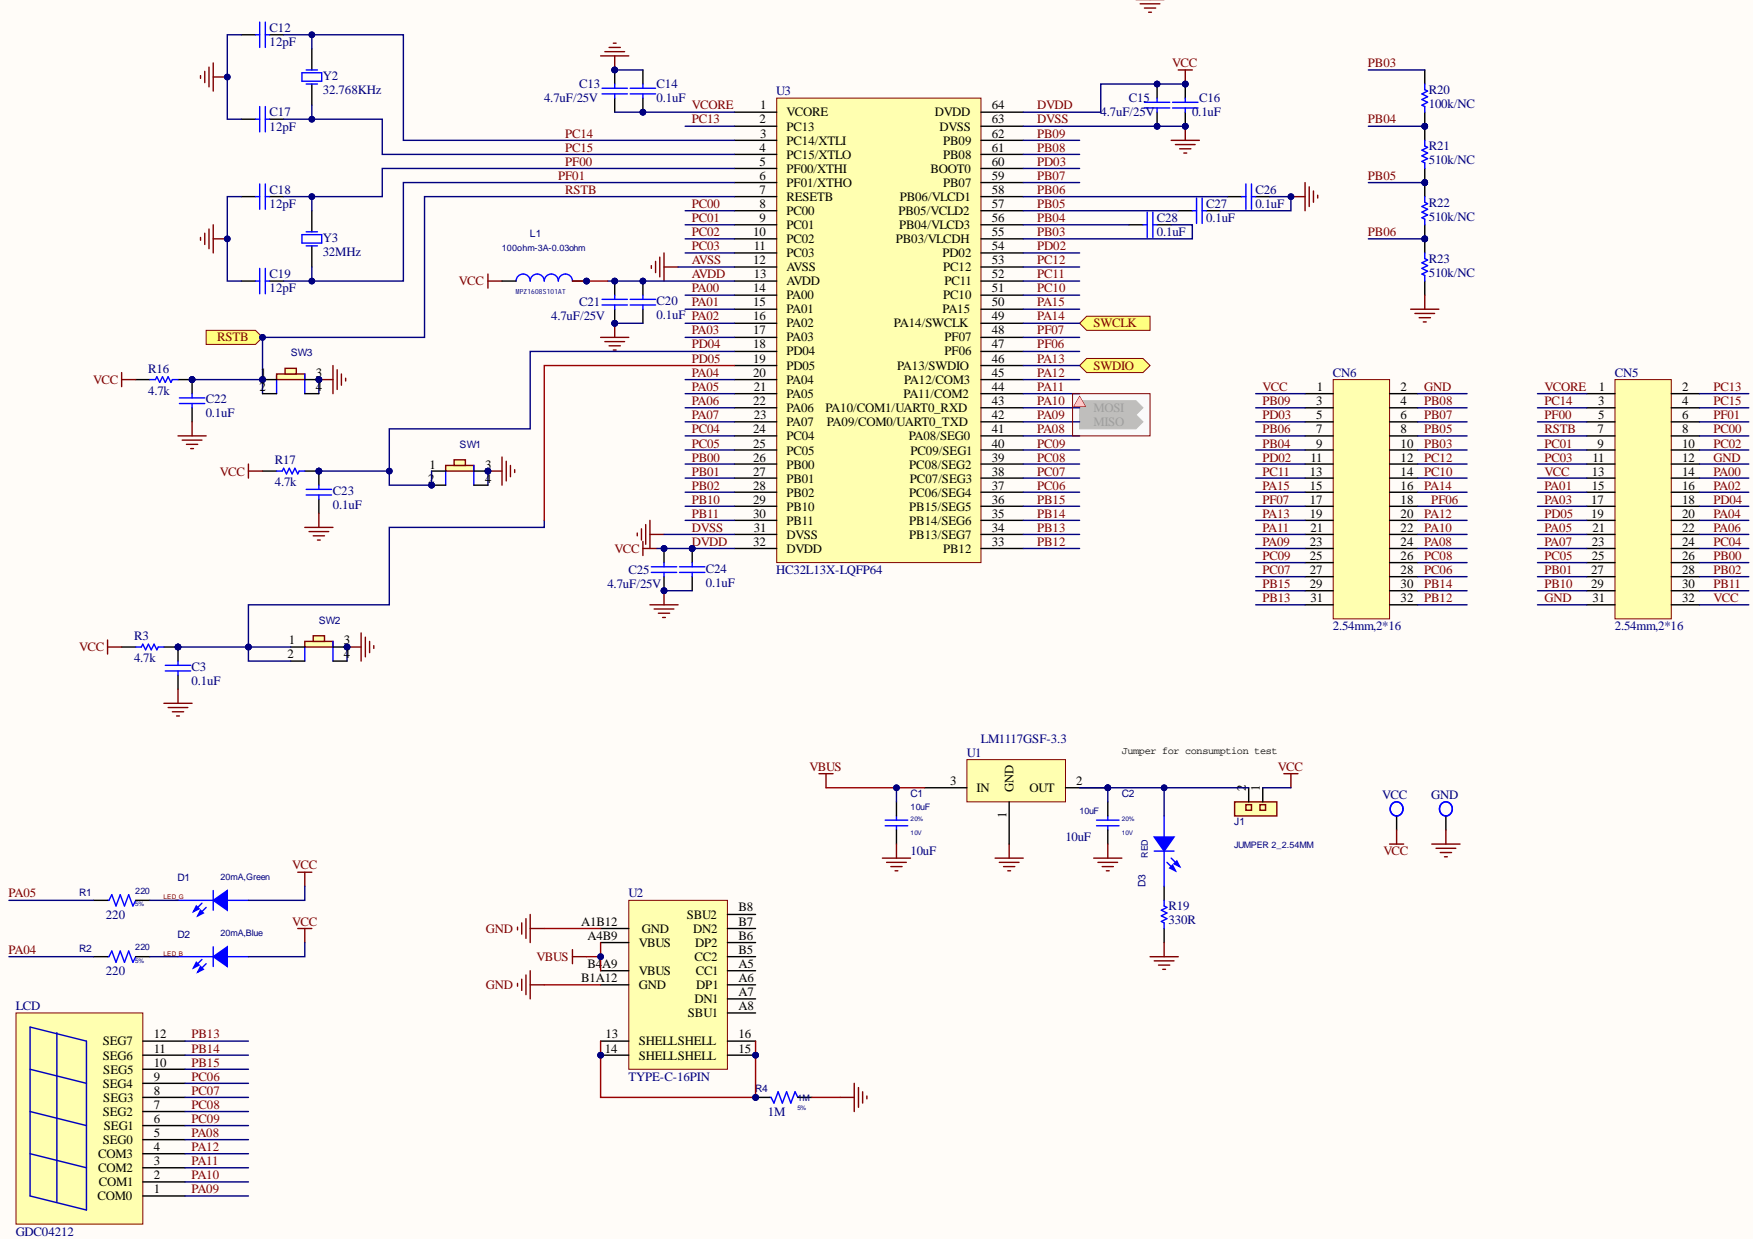 C12
12pF
Y2
32.768KHz
C17
12pF
C18
12pF
Y3
32MHz
C19
12pF
PC14
PC15
PF00
PF01
RSTB
C13
4.7uF/25V
C14
0.1uF
L1
100ohm-3A-0.03ohm
VCC
MPZ1608S101AT
C21
4.7uF/25V
C20
0.1uF
U3
VCORE 1 VCORE
PC13 2 PC13
3 PC14/XTLI
4 PC15/XTLO
5 PF00/XTHI
6 PF01/XTHO
7 RESETB
PC00 8 PC00
PC01 9 PC01
PC02 10 PC02
PC03 11 PC03
AVSS 12 AVSS
AVDD 13 AVDD
PA00 14 PA00
PA01 15 PA01
PA02 16 PA02
PA03 17 PA03
PD04 18 PD04
PD05 19 PD05
PA04 20 PA04
PA05 21 PA05
PA06 22 PA06
PA07 23 PA07
PC04 24 PC04
PC05 25 PC05
PB00 26 PB00
PB01 27 PB01
PB02 28 PB02
PB10 29 PB10
PB11 30 PB11
DVSS 31 DVSS
DVDD 32 DVDD
DVDD 64 DVDD
DVSS 63 DVSS
PB09 62 PB09
PB08 61 PB08
BOOT0 60 PD03
PB07 59 PB07
PB06/VLCD1 58 PB06
PB05/VCLD2 57 PB05
PB04/VLCD3 56 PB04
PB03/VLCDH 55 PB03
PD02 54 PD02
PC12 53 PC12
PC11 52 PC11
PC10 51 PC10
PA15 50 PA15
PA14/SWCLK 49 PA14 SWCLK
PF07 48 PF07
PF06 47 PF06
PA13/SWDIO 46 PA13 SWDIO
PA12/COM3 45 PA12
PA11/COM2 44 PA11
PA10/COM1/UART0_RXD 43 PA10 MOSI
PA09/COM0/UART0_TXD 42 PA09 MISO
PA08/SEG0 41 PA08
PC09/SEG1 40 PC09
PC08/SEG2 39 PC08
PC07/SEG3 38 PC07
PC06/SEG4 37 PC06
PB15/SEG5 36 PB15
PB14/SEG6 35 PB14
PB13/SEG7 34 PB13
PB12 33 PB12
HC32L13X-LQFP64
VCC
C15
4.7uF/25V
C16
0.1uF
C26
0.1uF
C27
0.1uF
C28
0.1uF
PB03
R20
100k/NC
PB04
R21
510k/NC
PB05
R22
510k/NC
PB06
R23
510k/NC
RSTB
SW3
VCC
R16
4.7k
2
3
4
C22
0.1uF
SW1
VCC
R17
4.7k
1
2
3
4
C23
0.1uF
VCC
C25
4.7uF/25V
C24
0.1uF
SW2
VCC
R3
4.7k
1
2
3
4
C3
0.1uF
CN6
VCC 1 2 GND
PB09 3 4 PB08
PD03 5 6 PB07
PB06 7 8 PB05
PB04 9 10 PB03
PD02 11 12 PC12
PC11 13 14 PC10
PA15 15 16 PA14
PF07 17 18 PF06
PA13 19 20 PA12
PA11 21 22 PA10
PA09 23 24 PA08
PC09 25 26 PC08
PC07 27 28 PC06
PB15 29 30 PB14
PB13 31 32 PB12
2.54mm,2*16
CN5
VCORE 1 2 PC13
PC14 3 4 PC15
PF00 5 6 PF01
RSTB 7 8 PC00
PC01 9 10 PC02
PC03 11 12 GND
VCC 13 14 PA00
PA01 15 16 PA02
PA03 17 18 PD04
PD05 19 20 PA04
PA05 21 22 PA06
PA07 23 24 PC04
PC05 25 26 PB00
PB01 27 28 PB02
PB10 29 30 PB11
GND 31 32 VCC
2.54mm,2*16
LM1117GSF-3.3
U1
Jumper for consumption test
VBUS
3 IN GND OUT 2
1
C1
10uF
20%
10V
10uF
C2
10uF
20%
10V
10uF
RED
D3
R19
330R
VCC
2 1
J1
JUMPER 2_2.54MM
VCC
VCC
GND
PA05
R1
220
5%
220
LED_G
D1
20mA,Green
VCC
PA04
R2
220
5%
220
LED_B
D2
20mA,Blue
VCC
U2
GND A1B12 GND
A4B9 VBUS
VBUS
B4A9 VBUS
GND B1A12 GND
SBU2 B8
DN2 B7
DP2 B6
CC2 B5
CC1 A5
DP1 A6
DN1 A7
SBU1 A8
13 SHELLSHELL 16
14 SHELLSHELL 15
TYPE-C-16PIN
R4
1M
5%
1M
LCD
SEG7 12 PB13
SEG6 11 PB14
SEG5 10 PB15
SEG4 9 PC06
SEG3 8 PC07
SEG2 7 PC08
SEG1 6 PC09
SEG0 5 PA08
COM3 4 PA12
COM2 3 PA11
COM1 2 PA10
COM0 1 PA09
GDC04212